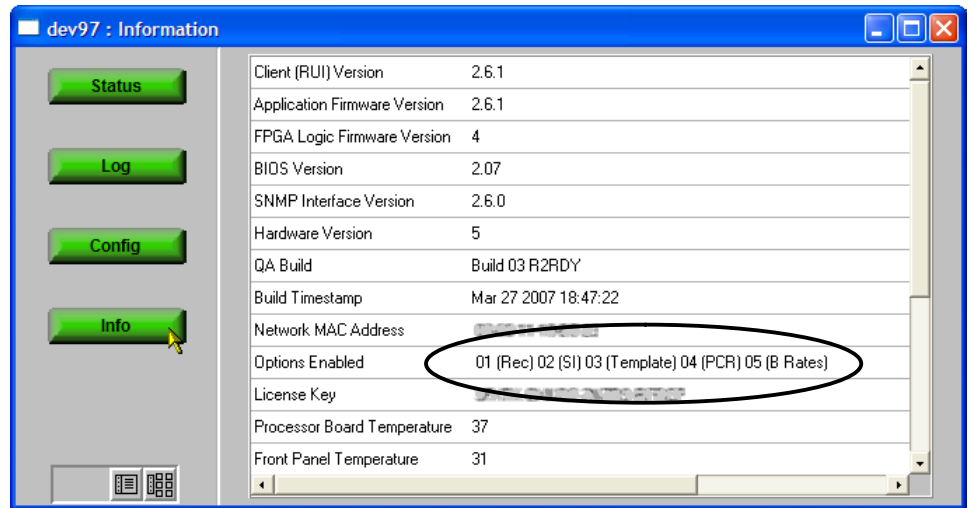 dev97 : Information
Status
Log
Config
Info
Client (RUI) Version 2.6.1
Application Firmware Version 2.6.1
FPGA Logic Firmware Version 4
BIOS Version 2.07
SNMP Interface Version 2.6.0
Hardware Version 5
QA Build Build 03 R2RDY
Build Timestamp Mar 27 2007 18:47:22
Network MAC Address
Options Enabled 01 (Rec) 02 (SI) 03 (Template) 04 (PCR) 05 (B Rates)
License Key
Processor Board Temperature 37
Front Panel Temperature 31